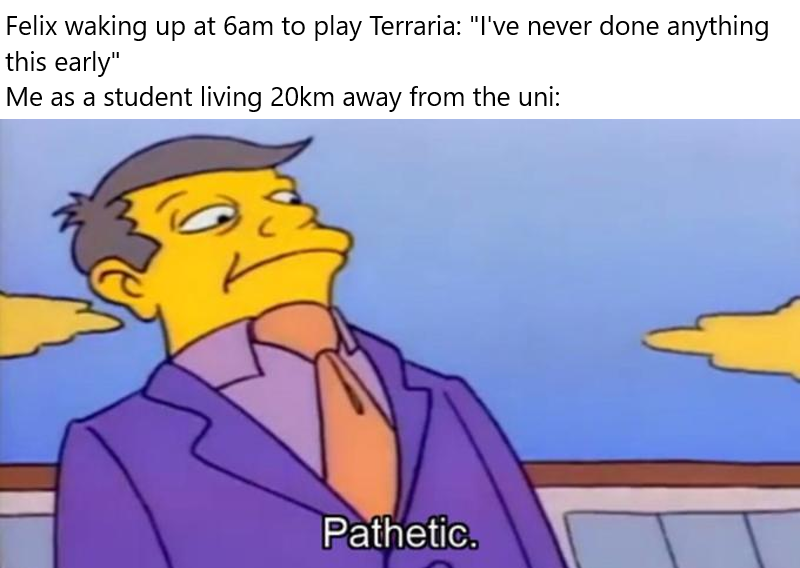 Felix waking up at 6am to play Terraria: "I've never done anything
this early"
Me as a student living 20km away from the uni:
Pathetic.